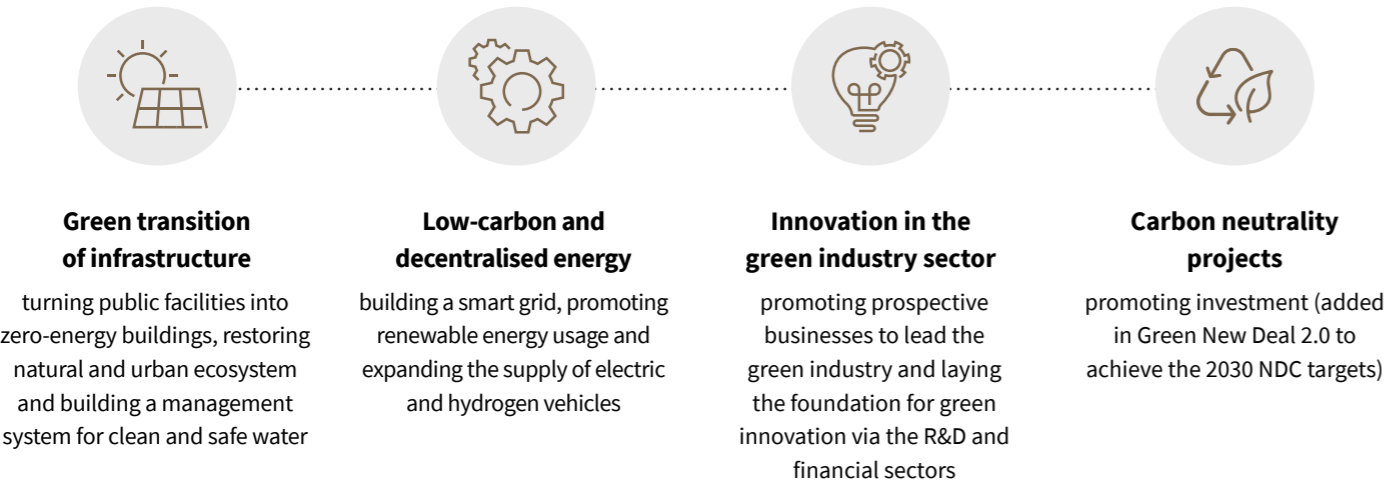 Green transition
of infrastructure
turning public facilities into
zero-energy buildings, restoring
natural and urban ecosystem
and building a management
system for clean and safe water
Low-carbon and
decentralised energy
building a smart grid, promoting
renewable energy usage and
expanding the supply of electric
and hydrogen vehicles
Innovation in the
green industry sector
promoting prospective
businesses to lead the
green industry and laying
the foundation for green
innovation via the R&D and
financial sectors
Carbon neutrality
projects
promoting investment (added
in Green New Deal 2.0 to
achieve the 2030 NDC targets)